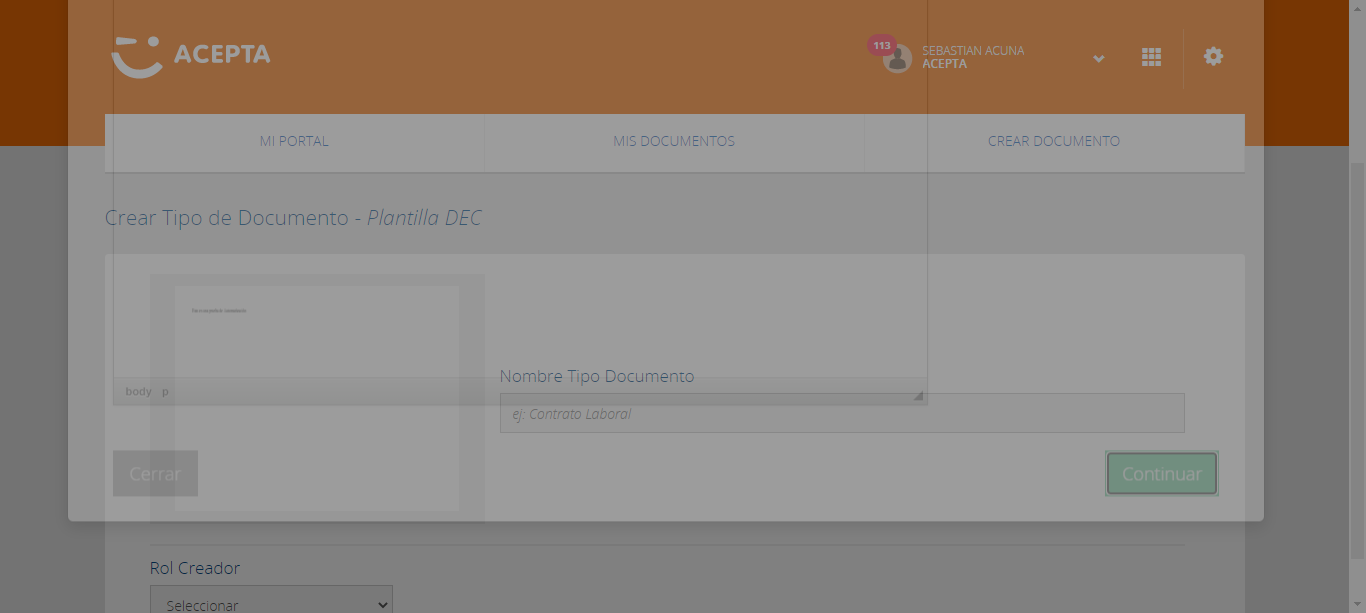 ACEPTA
113
SEBASTIAN ACUNA
ACEPTA
MI PORTAL
MIS DOCUMENTOS
CREAR DOCUMENTO
Crear Tipo de Documento - Plantilla DEC
Nombre Tipo Documento
body p
ej: Contrato Laboral
Cerrar
Continuar
Rol Creador
Seleccionar